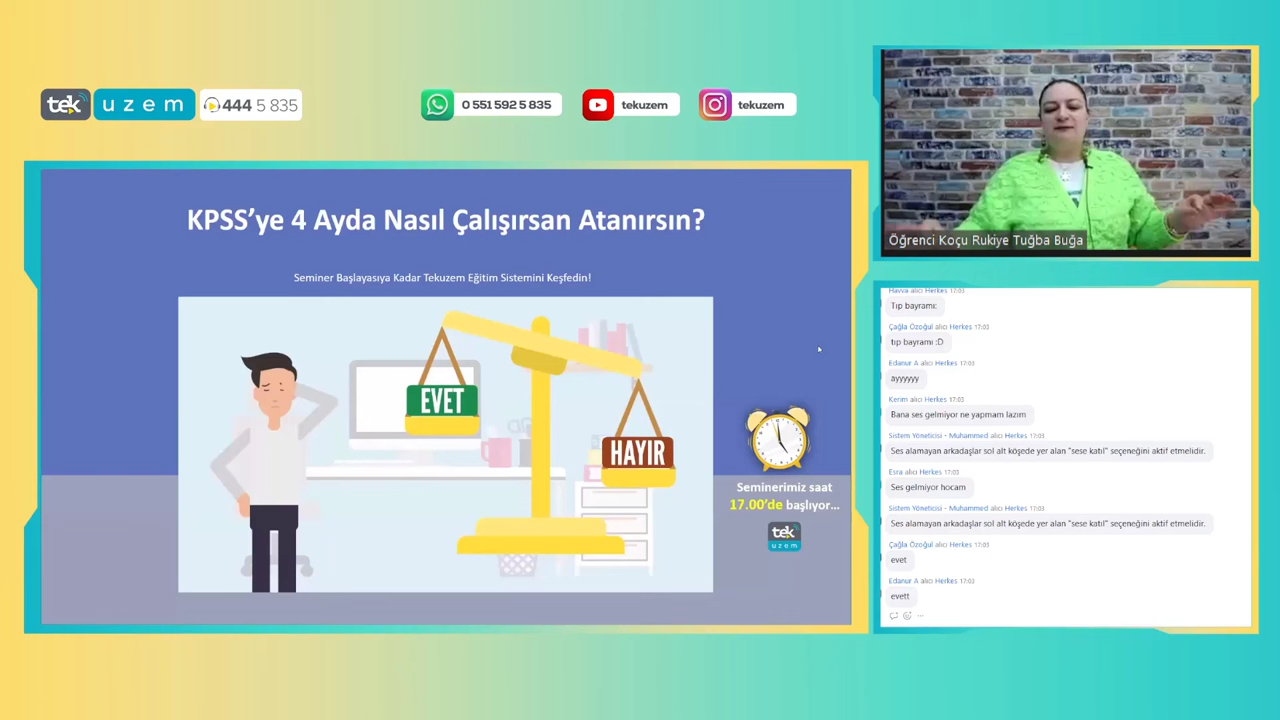 tek uzem 444 5 835
0 551 592 5 835
tekuzem
tekuzem
KPSS'ye 4 Ayda Nasıl Çalışırsan Atanırsın?
Seminer Başlayasıya Kadar Tekuzem Eğitim Sistemini Keşfedin!
EVET
HAYIR
Seminerimiz saat
17.00'de başlıyor...
tek
uzem
Öğrenci Koçu Rukiye Tuğba Buğa
Havva alıcı Herkes 17:03
Tıp bayramı:
Çağla Özoğul alıcı Herkes 17:03
tıp bayramı :D
Edanur A alıcı Herkes 17:03
ayyyyyy
Kerim alıcı Herkes 17:03
Bana ses gelmiyor ne yapmam lazım
Sistem Yöneticisi - Muhammed alıcı Herkes 17:03
Ses alamayan arkadaşlar sol alt köşede yer alan "sese katıl" seçeneğini aktif etmelidir.
Esra alıcı Herkes 17:03
Ses gelmiyor hocam
Sistem Yöneticisi - Muhammed alıcı Herkes 17:03
Ses alamayan arkadaşlar sol alt köşede yer alan "sese katıl" seçeneğini aktif etmelidir.
Çağla Özoğul alıcı Herkes 17:03
evet
Edanur A alıcı Herkes 17:03
evett